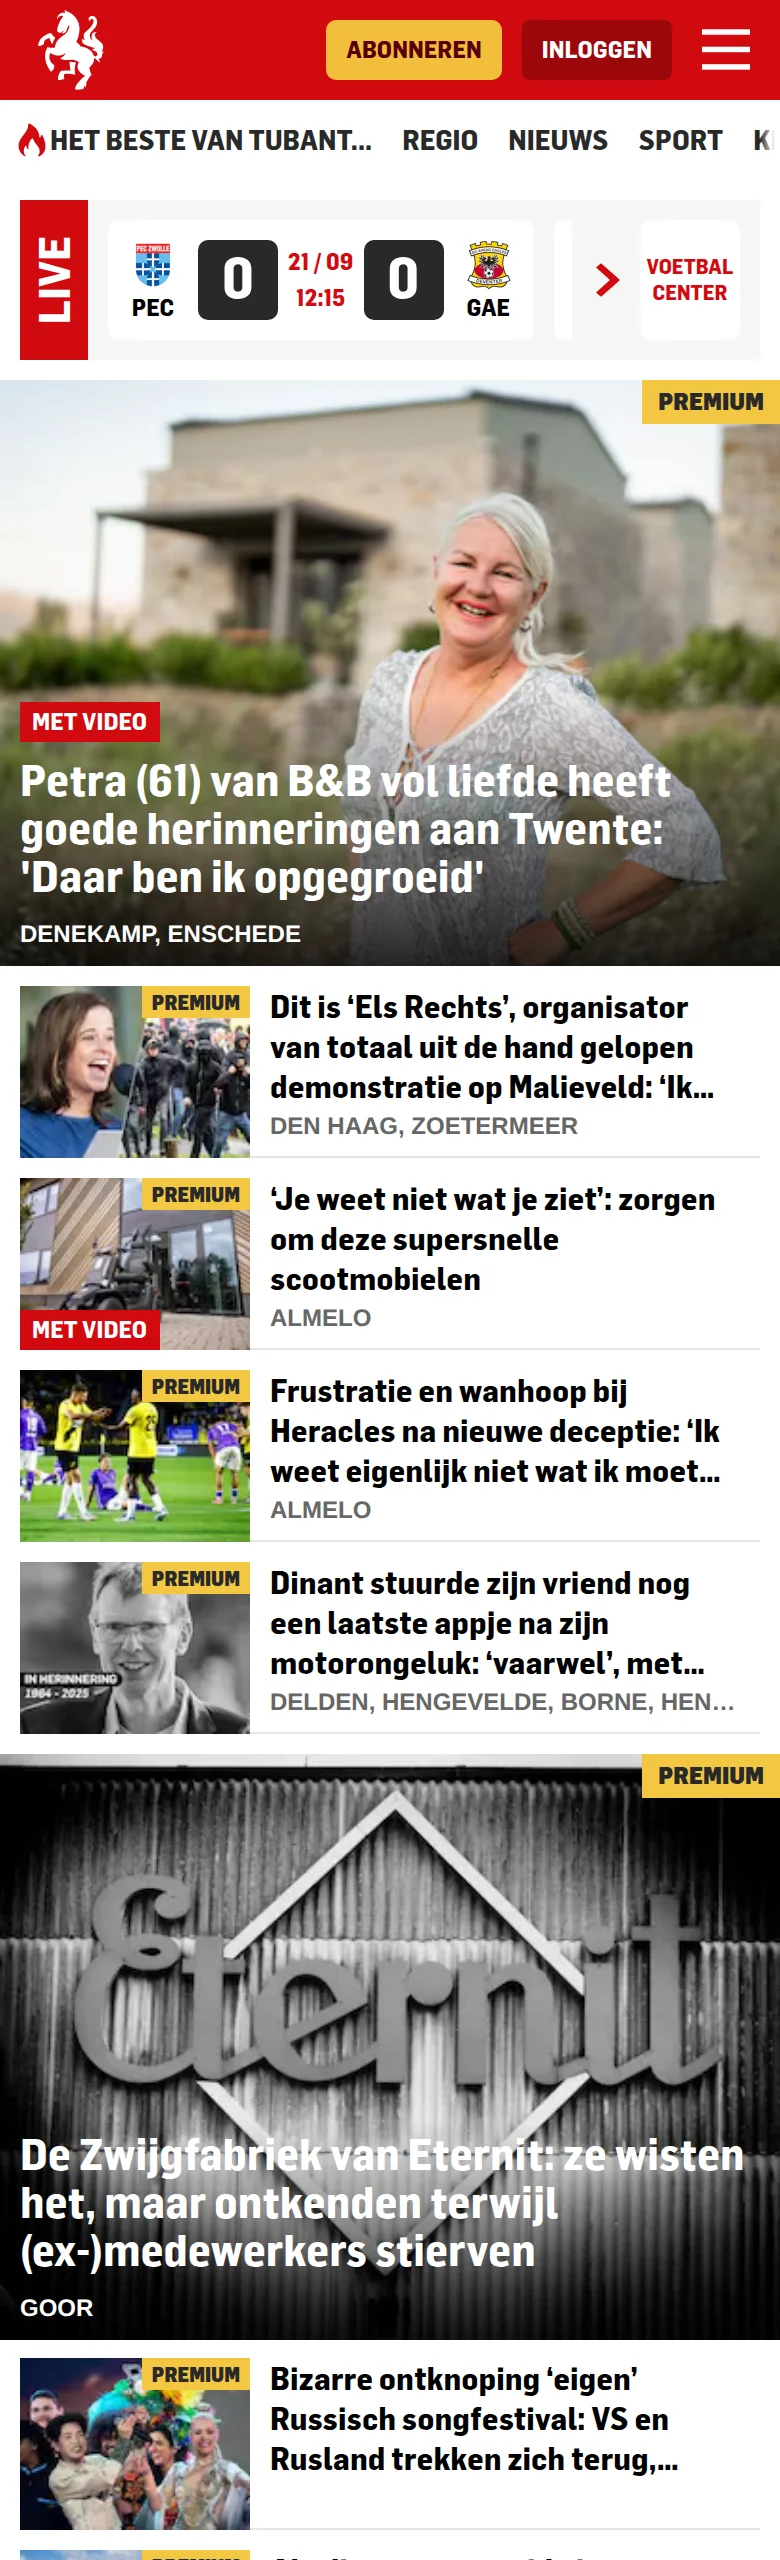 ABONNEREN
INLOGGEN
HET BESTE VAN TUBANT...
REGIO
NIEUWS
SPORT
LIVE
PEC ZWOLLE
PEC
0
21 / 09
12:15
0
GAE
VOETBAL
CENTER
PREMIUM
MET VIDEO
Petra (61) van B&B vol liefde heeft
goede herinneringen aan Twente:
'Daar ben ik opgegroeid'
DENEKAMP, ENSCHEDE
PREMIUM
Dit is ‘Els Rechts’, organisator
van totaal uit de hand gelopen
demonstratie op Malieveld: ‘Ik...
DEN HAAG, ZOETERMEER
PREMIUM
MET VIDEO
‘Je weet niet wat je ziet’: zorgen
om deze supersnelle
scootmobielen
ALMELO
PREMIUM
Frustratie en wanhoop bij
Heracles na nieuwe deceptie: ‘Ik
weet eigenlijk niet wat ik moet...
ALMELO
PREMIUM
IN HERINNERING
1964 - 2025
Dinant stuurde zijn vriend nog
een laatste appje na zijn
motorongeluk: ‘vaarwel’, met...
DELDEN, HENGEVELDE, BORNE, HEN...
PREMIUM
Eternit
De Zwijgfabriek van Eternit: ze wisten
het, maar ontkenden terwijl
(ex-)medewerkers stierven
GOOR
PREMIUM
Bizarre ontknoping ‘eigen’
Russisch songfestival: VS en
Rusland trekken zich terug,...